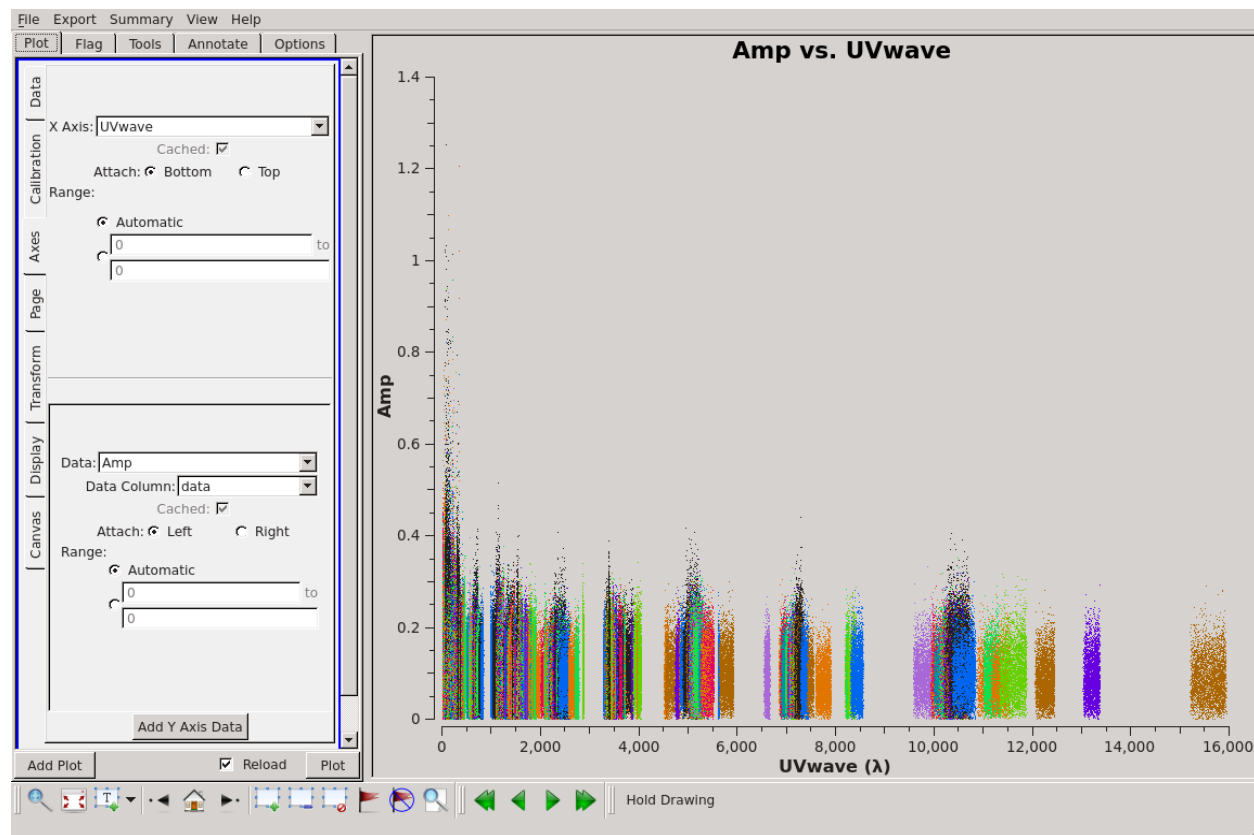 File Export Summary View Help
Plot Flag Tools Annotate Options
Data
Calibration
Axes
Page
Transform
Display
Canvas
X Axis: UVwave
Cached:
Attach: Bottom Top
Range:
Automatic
0 to
0
Data: Amp
Data Column: data
Cached:
Attach: Left Right
Range:
Automatic
0 to
0
Add Y Axis Data
Add Plot Reload Plot
Amp vs. UVwave
Amp
1.4
1.2
1
0.8
0.6
0.4
0.2
0
0 2,000 4,000 6,000 8,000 10,000 12,000 14,000 16,000
UVwave (λ)
T
Hold Drawing